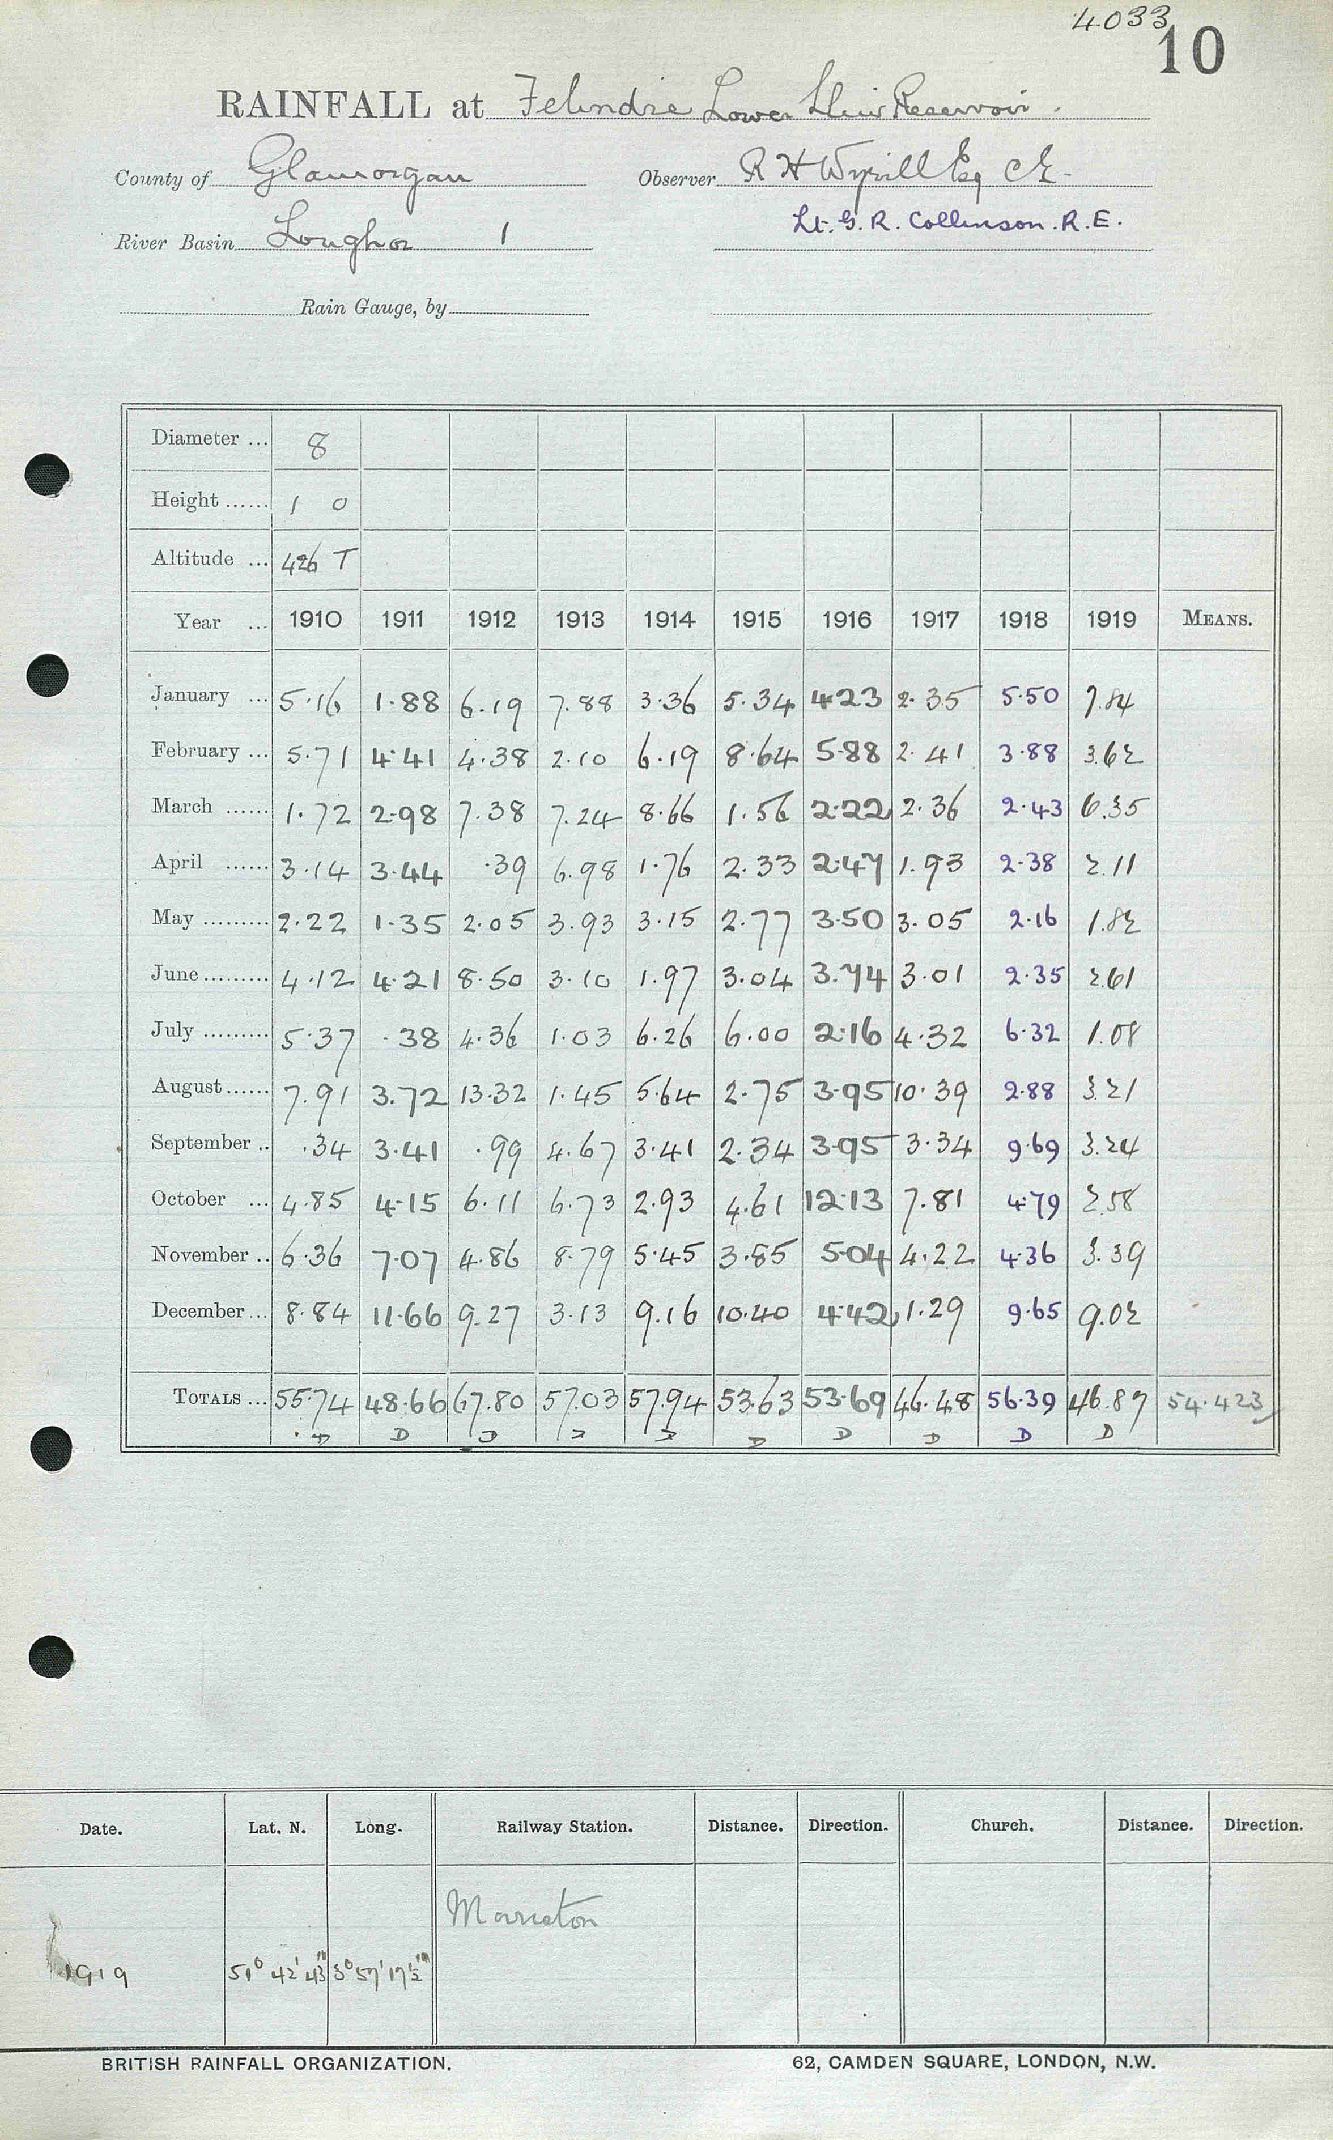 4033
10
RAINFALL at Felindre Lower Lliw Reservoir.
County of Glamorgan Observer R H Wyrill Esq CE
River Basin Loughor 1 Lt. G. R. Collinson. R.E.
Rain Gauge, by
Diameter ... 8
Height ...... 1 0
Altitude ... 426 T
Year ... 1910 1911 1912 1913 1914 1915 1916 1917 1918 1919 MEANS.
January ... 5.16 1.88 6.19 7.88 3.36 5.34 4.23 2.35 5.50 7.84
February ... 5.71 4.41 4.38 2.10 6.19 8.64 5.88 2.41 3.88 3.62
March ...... 1.72 2.98 7.38 7.24 8.66 1.56 2.22 2.36 2.43 6.35
April ...... 3.14 3.44 .39 6.98 1.76 2.33 2.47 1.93 2.38 2.11
May ......... 2.22 1.35 2.05 3.93 3.15 2.77 3.50 3.05 2.16 1.82
June ......... 4.12 4.21 8.50 3.10 1.97 3.04 3.74 3.01 2.35 2.61
July ......... 5.37 .38 4.36 1.03 6.26 6.00 2.16 4.32 6.32 1.08
August ...... 7.91 3.72 13.32 1.45 5.64 2.75 3.95 10.39 2.88 3.21
September .. .34 3.41 .99 4.67 3.41 2.34 3.95 3.34 9.69 3.24
October ... 4.85 4.15 6.11 6.73 2.93 4.61 12.13 7.81 4.79 2.58
November .. 6.36 7.07 4.86 8.79 5.45 3.85 5.04 4.22 4.36 3.39
December ... 8.84 11.66 9.27 3.13 9.16 10.40 4.42 1.29 9.65 9.02
TOTALS ... 55.74 48.66 67.80 57.03 57.94 53.63 53.69 46.48 56.39 46.87 54.423
D D D D D D D D D D
Date. Lat. N. Long. Railway Station. Distance. Direction. Church. Distance. Direction.
Morriston
1919 51° 42' 43" 3° 57' 17½"
BRITISH RAINFALL ORGANIZATION. 62, CAMDEN SQUARE, LONDON, N.W.